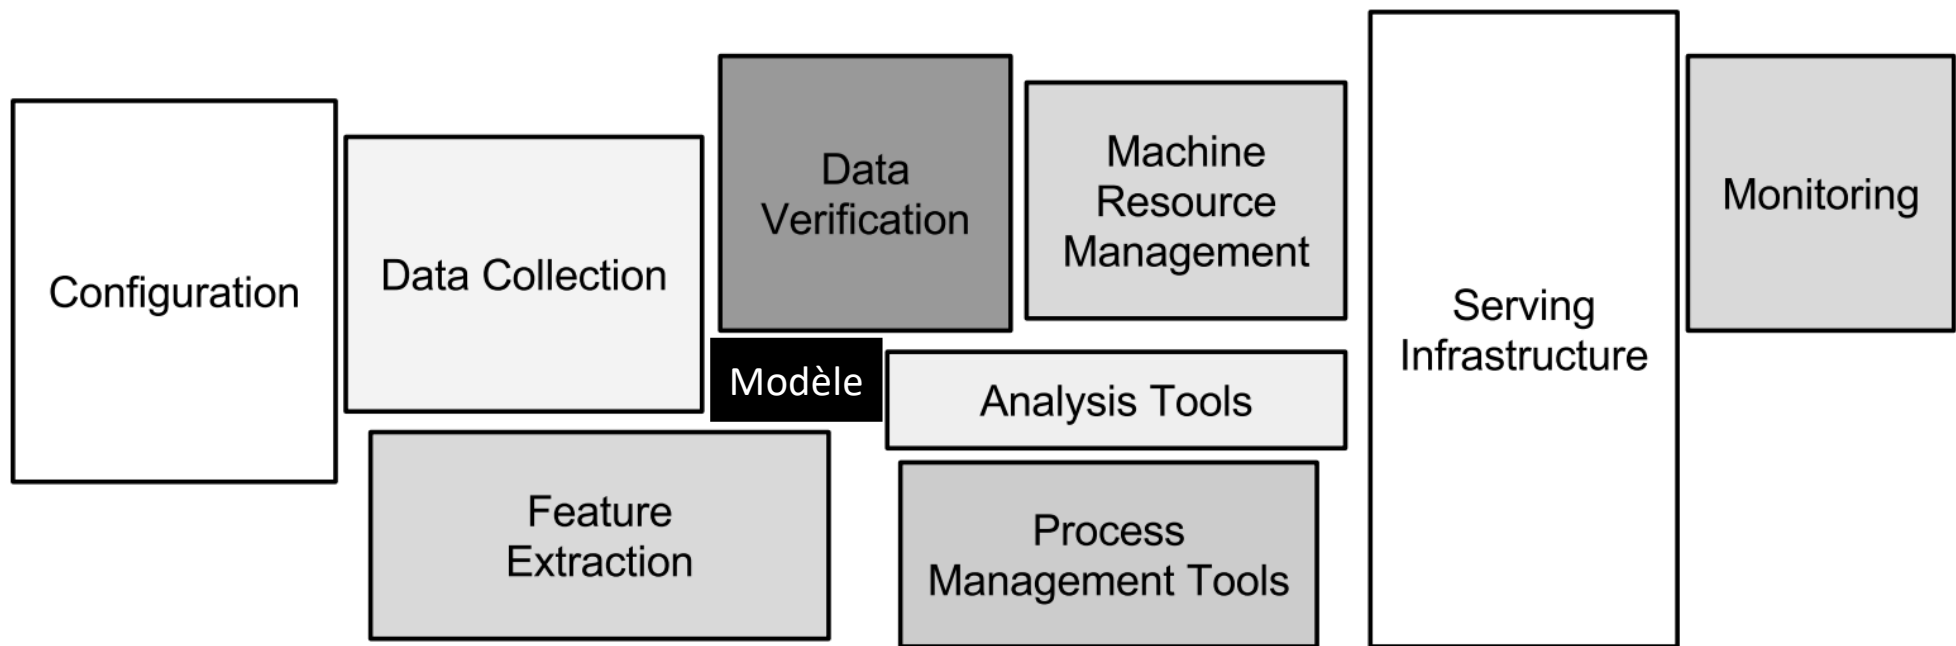 Configuration
Data Collection
Feature
Extraction
Data
Verification
Modèle
Machine
Resource
Management
Analysis Tools
Process
Management Tools
Serving
Infrastructure
Monitoring